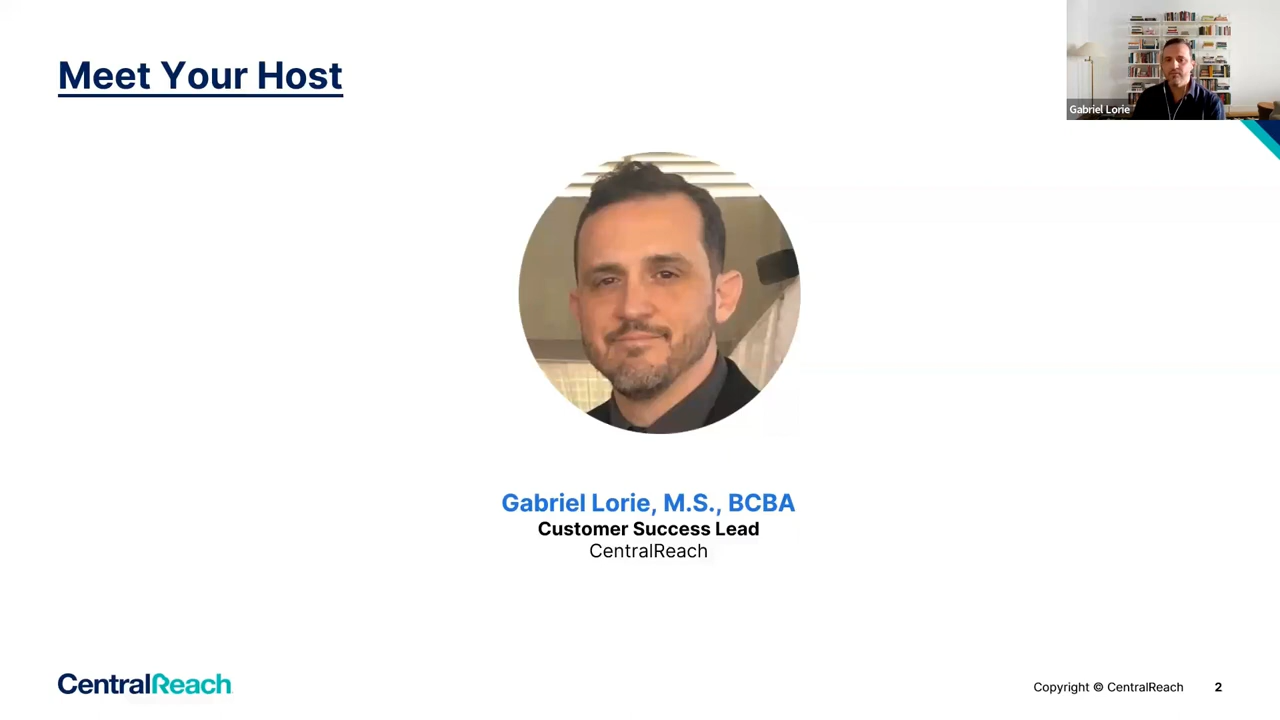 Meet Your Host
Gabriel Lorie
Gabriel Lorie, M.S., BCBA
Customer Success Lead
CentralReach
CentralReach
Copyright © CentralReach 2